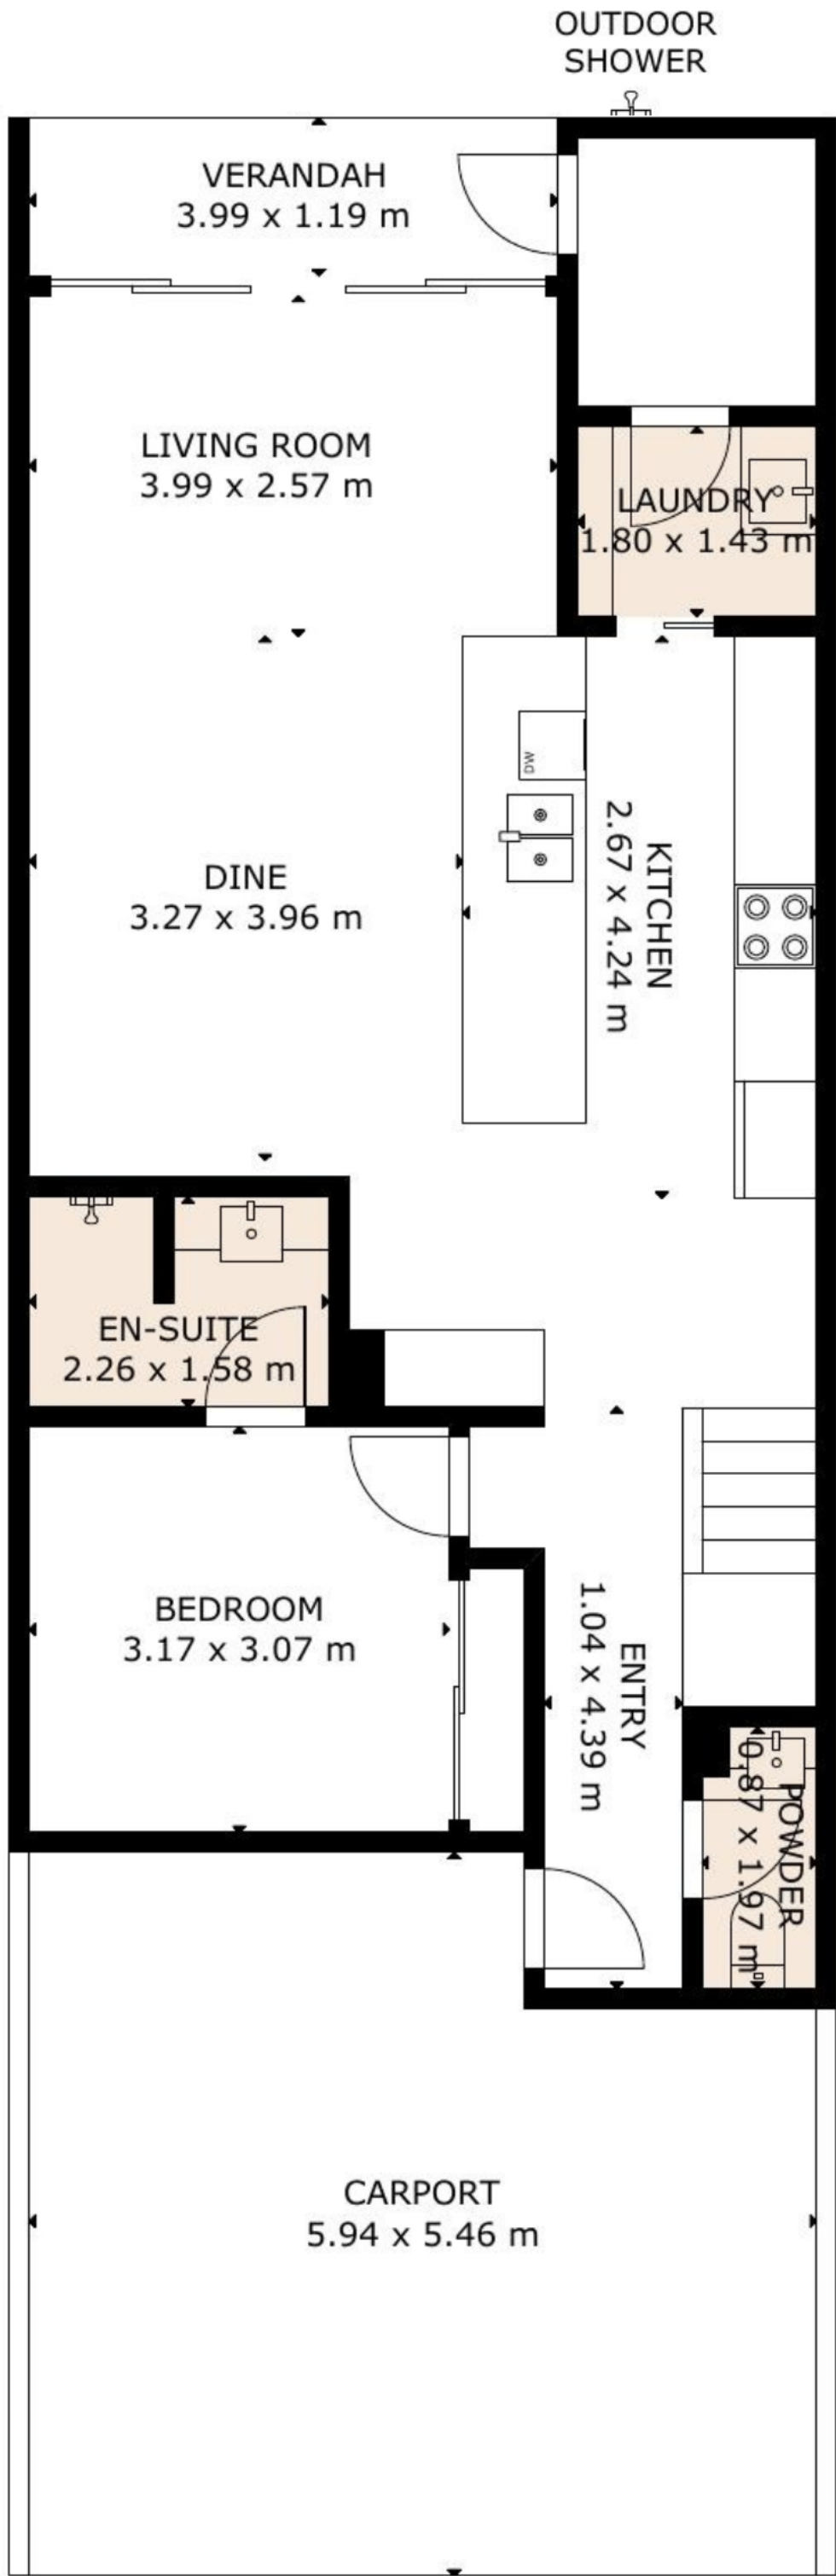 OUTDOOR
SHOWER
VERANDAH
3.99 x 1.19 m
LIVING ROOM
3.99 x 2.57 m
LAUNDRY
1.80 x 1.43 m
DW
KITCHEN
2.67 x 4.24 m
DINE
3.27 x 3.96 m
EN-SUITE
2.26 x 1.58 m
BEDROOM
3.17 x 3.07 m
ENTRY
1.04 x 4.39 m
POWDER
0.87 x 1.97 m
CARPORT
5.94 x 5.46 m